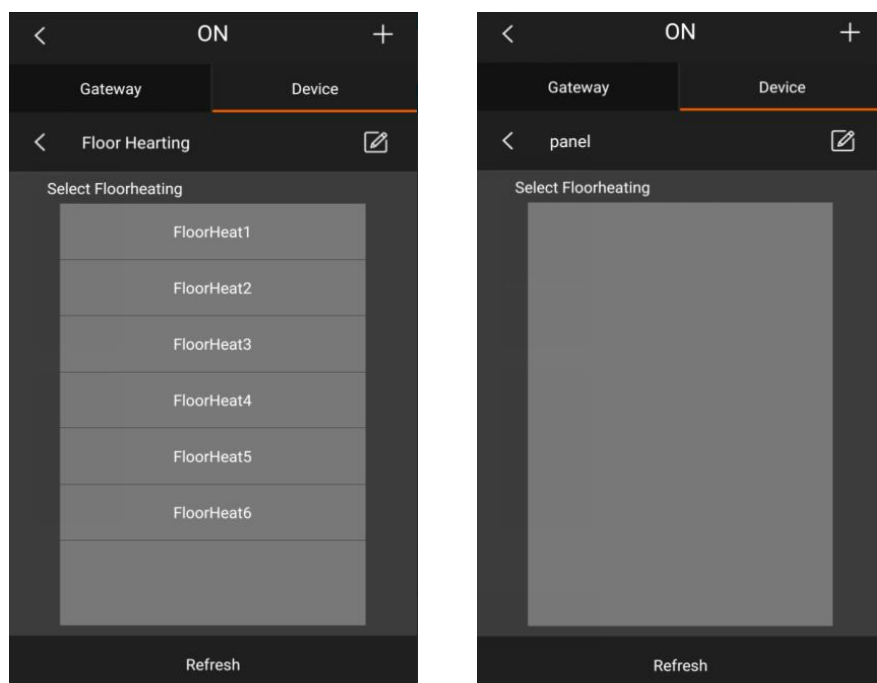 ON
Gateway Device
Floor Hearting
Select Floorheating
FloorHeat1
FloorHeat2
FloorHeat3
FloorHeat4
FloorHeat5
FloorHeat6
Refresh
ON
Gateway Device
panel
Select Floorheating
Refresh